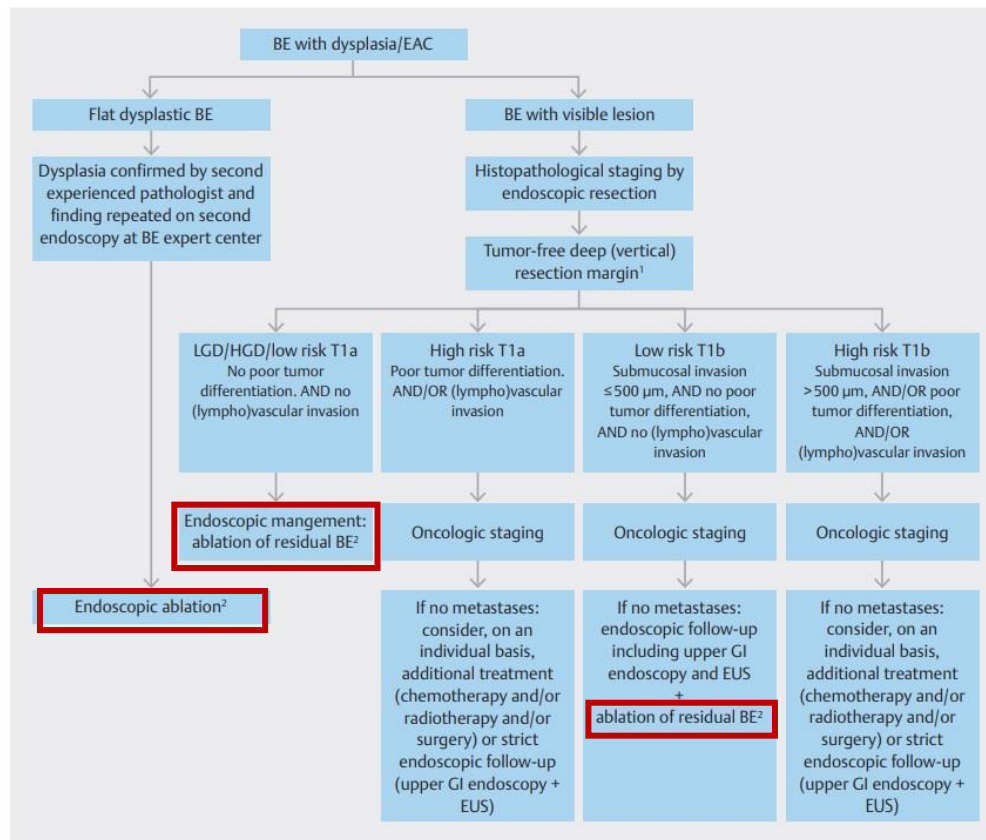 BE with dysplasia/EAC
Flat dysplastic BE
BE with visible lesion
Dysplasia confirmed by second
experienced pathologist and
finding repeated on second
endoscopy at BE expert center
Histopathological staging by
endoscopic resection
Tumor-free deep (vertical)
resection margin¹
LGD/HGD/low risk T1a
No poor tumor
differentiation. AND no
(lympho)vascular invasion
High risk T1a
Poor tumor differentiation.
AND/OR (lympho)vascular
invasion
Low risk T1b
Submucosal invasion
≤500 µm, AND no poor
tumor differentiation,
AND no (lympho)vascular
invasion
High risk T1b
Submucosal invasion
>500 µm, AND/OR poor
tumor differentiation,
AND/OR
(lympho)vascular invasion
Endoscopic mangement:
ablation of residual BE²
Oncologic staging
Oncologic staging
Oncologic staging
Endoscopic ablation²
If no metastases:
consider, on an
individual basis,
additional treatment
(chemotherapy and/or
radiotherapy and/or
surgery) or strict
endoscopic follow-up
(upper GI endoscopy +
EUS)
If no metastases:
endoscopic follow-up
including upper GI
endoscopy and EUS
+
ablation of residual BE²
If no metastases:
consider, on an
individual basis,
additional treatment
(chemotherapy and/or
radiotherapy and/or
surgery) or strict
endoscopic follow-up
(upper GI endoscopy +
EUS)